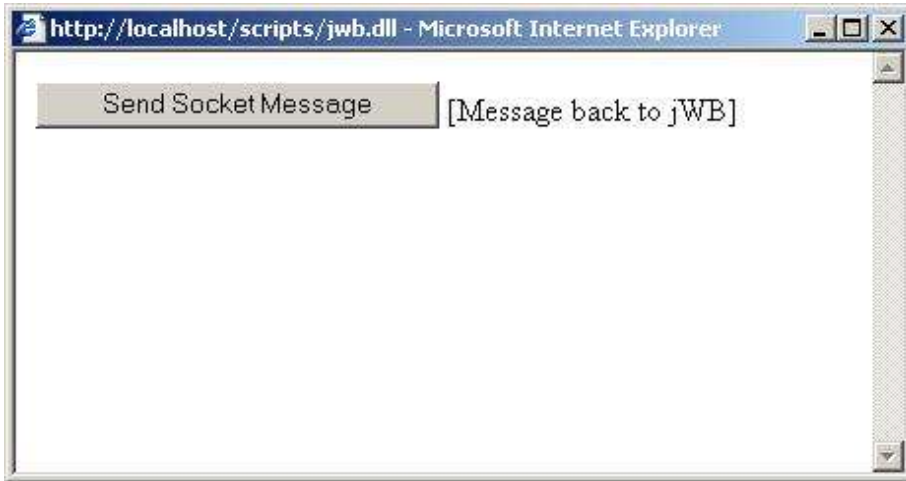 http://localhost/scripts/jwb.dll - Microsoft Internet Explorer
Send Socket Message [Message back to jWB]